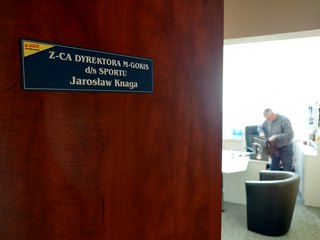 Z-CA DYREKTORA M-GOKIS
d/s SPORTU
Jarosław Knaga